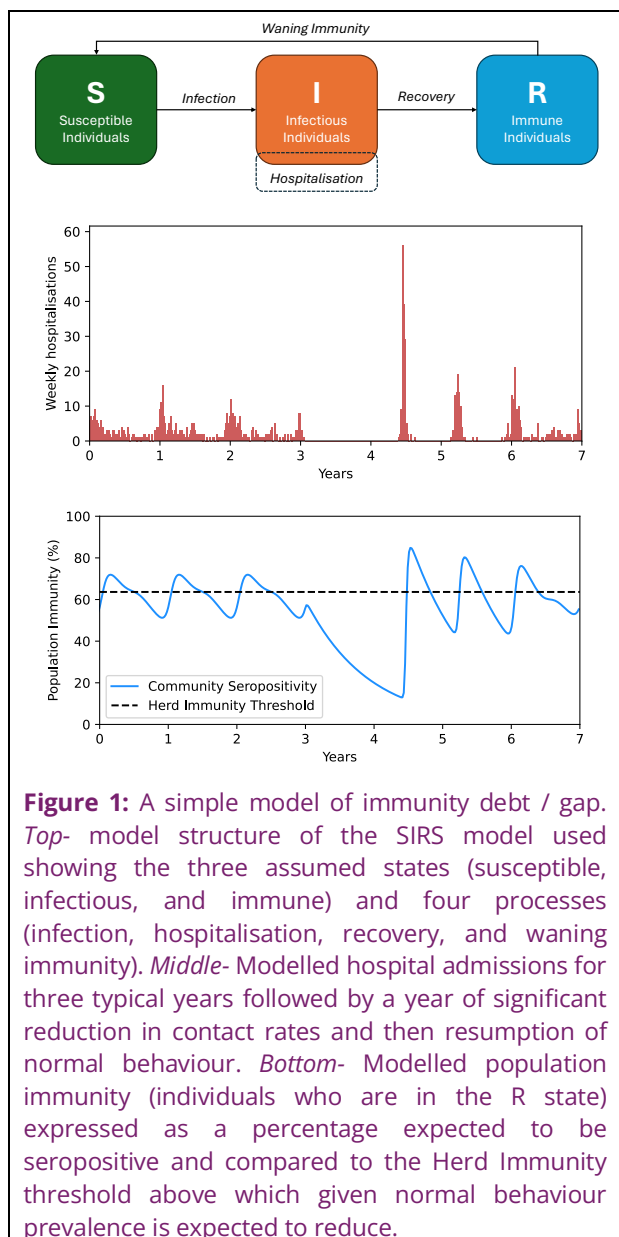 Waning Immunity
S
Susceptible
Individuals
Infection
I
Infectious
Individuals
Hospitalisation
Recovery
R
Immune
Individuals
Weekly hospitalisations
60
50
40
30
20
10
0
0 1 2 3 4 5 6 7
Years
Population Immunity (%)
100
80
60
40
20
0
Community Seropositivity
Herd Immunity Threshold
0 1 2 3 4 5 6 7
Years
Figure 1: A simple model of immunity debt / gap.
Top- model structure of the SIRS model used
showing the three assumed states (susceptible,
infectious, and immune) and four processes
(infection, hospitalisation, recovery, and waning
immunity). Middle- Modelled hospital admissions for
three typical years followed by a year of significant
reduction in contact rates and then resumption of
normal behaviour. Bottom- Modelled population
immunity (individuals who are in the R state)
expressed as a percentage expected to be
seropositive and compared to the Herd Immunity
threshold above which given normal behaviour
prevalence is expected to reduce.